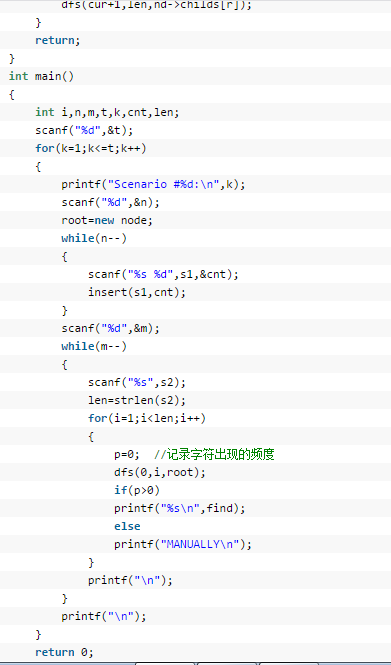 dfs(cur+1,len,nd->childs[r]);
}
return;
}
int main()
{
int i,n,m,t,k,cnt,len;
scanf("%d",&t);
for(k=1;k<=t;k++)
{
printf("Scenario #%d:\n",k);
scanf("%d",&n);
root=new node;
while(n--)
{
scanf("%s %d",s1,&cnt);
insert(s1,cnt);
}
scanf("%d",&m);
while(m--)
{
scanf("%s",s2);
len=strlen(s2);
for(i=1;i<len;i++)
{
p=0;  //记录字符出现的频度
dfs(0,i,root);
if(p>0)
printf("%s\n",find);
else
printf("MANUALLY\n");
}
printf("\n");
}
printf("\n");
}
return 0;